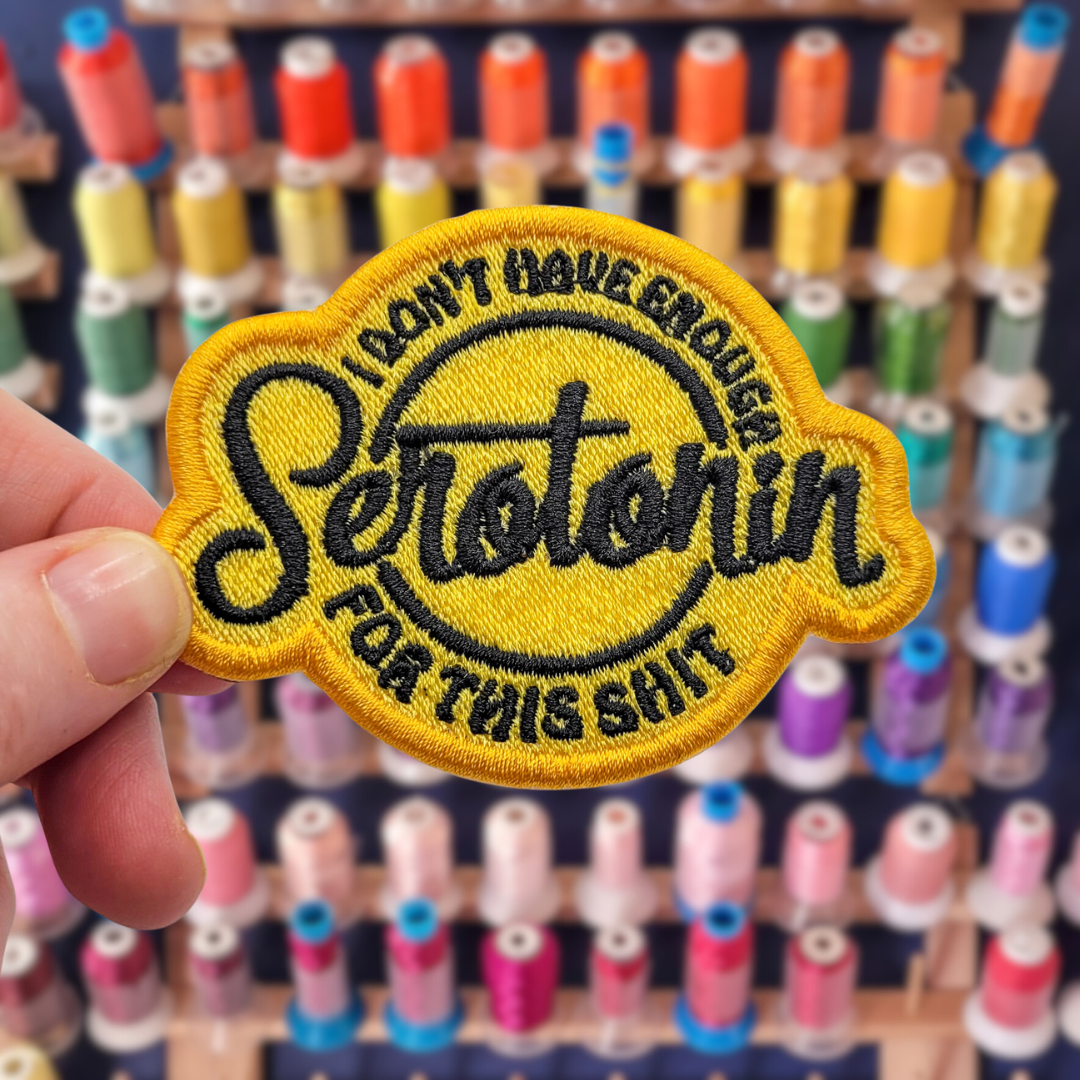 I DON'T HAVE ENOUGH
Serotonin
FOR THIS SHIT